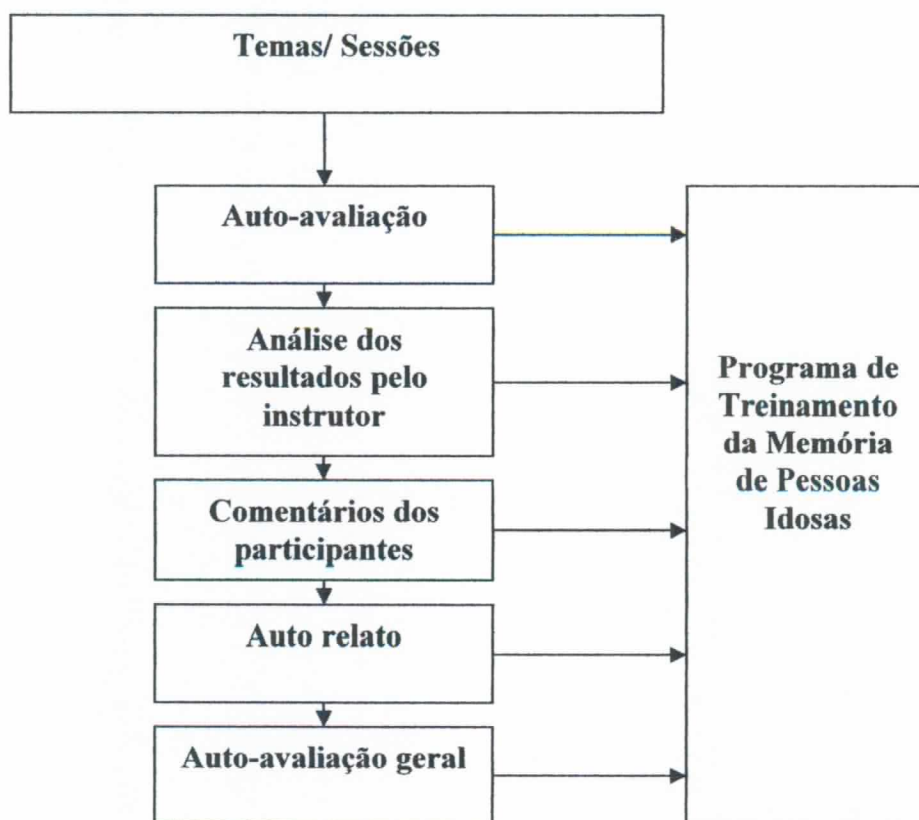 Temas/ Sessões
Auto-avaliação
Análise dos
resultados pelo
instrutor
Comentários dos
participantes
Auto relato
Auto-avaliação geral
Programa de
Treinamento
da Memória
de Pessoas
Idosas